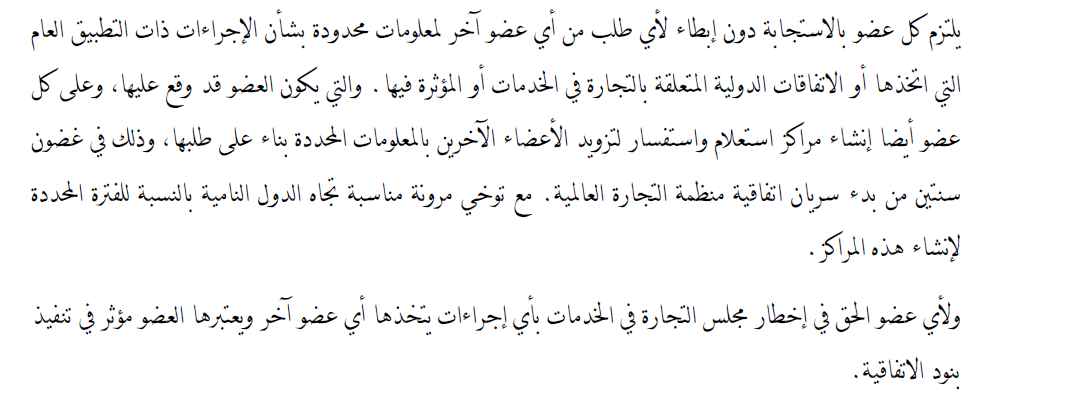 يلتزم كل عضو بالاستجابة دون إبطاء لأي طلب من أي عضو آخر لمعلومات محدودة بشأن الإجراءات ذات التطبيق العام
التي اتخذها أو الاتفاقات الدولية المتعلقة بالتجارة في الخدمات أو المؤثرة فيها. والتي يكون العضو قد وقع عليها، وعلى كل
عضو أيضا إنشاء مراكز استعلام واستفسار لتزويد الأعضاء الآخرين بالمعلومات المحددة بناء على طلبها، وذلك في غضون
سنتين من بدء سريان اتفاقية منظمة التجارة العالمية. مع توخي مرونة مناسبة تجاه الدول النامية بالنسبة للفترة المحددة
لإنشاء هذه المراكز.
ولأي عضو الحق في إخطار مجلس التجارة في الخدمات بأي إجراءات يتخذها أي عضو آخر ويعتبرها العضو مؤثر في تنفيذ
بنود الاتفاقية.